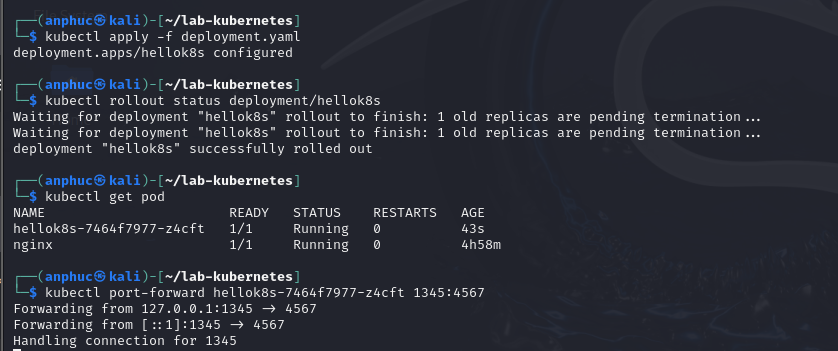 ┌──(anphuc㉿kali)-[~/lab-kubernetes]
└─$ kubectl apply -f deployment.yaml
deployment.apps/hellok8s configured
┌──(anphuc㉿kali)-[~/lab-kubernetes]
└─$ kubectl rollout status deployment/hellok8s
Waiting for deployment "hellok8s" rollout to finish: 1 old replicas are pending termination...
Waiting for deployment "hellok8s" rollout to finish: 1 old replicas are pending termination...
deployment "hellok8s" successfully rolled out
┌──(anphuc㉿kali)-[~/lab-kubernetes]
└─$ kubectl get pod
NAME                       READY   STATUS    RESTARTS   AGE
hellok8s-7464f7977-z4cft   1/1     Running   0          43s
nginx                      1/1     Running   0          4h58m
┌──(anphuc㉿kali)-[~/lab-kubernetes]
└─$ kubectl port-forward hellok8s-7464f7977-z4cft 1345:4567
Forwarding from 127.0.0.1:1345 -> 4567
Forwarding from [::1]:1345 -> 4567
Handling connection for 1345